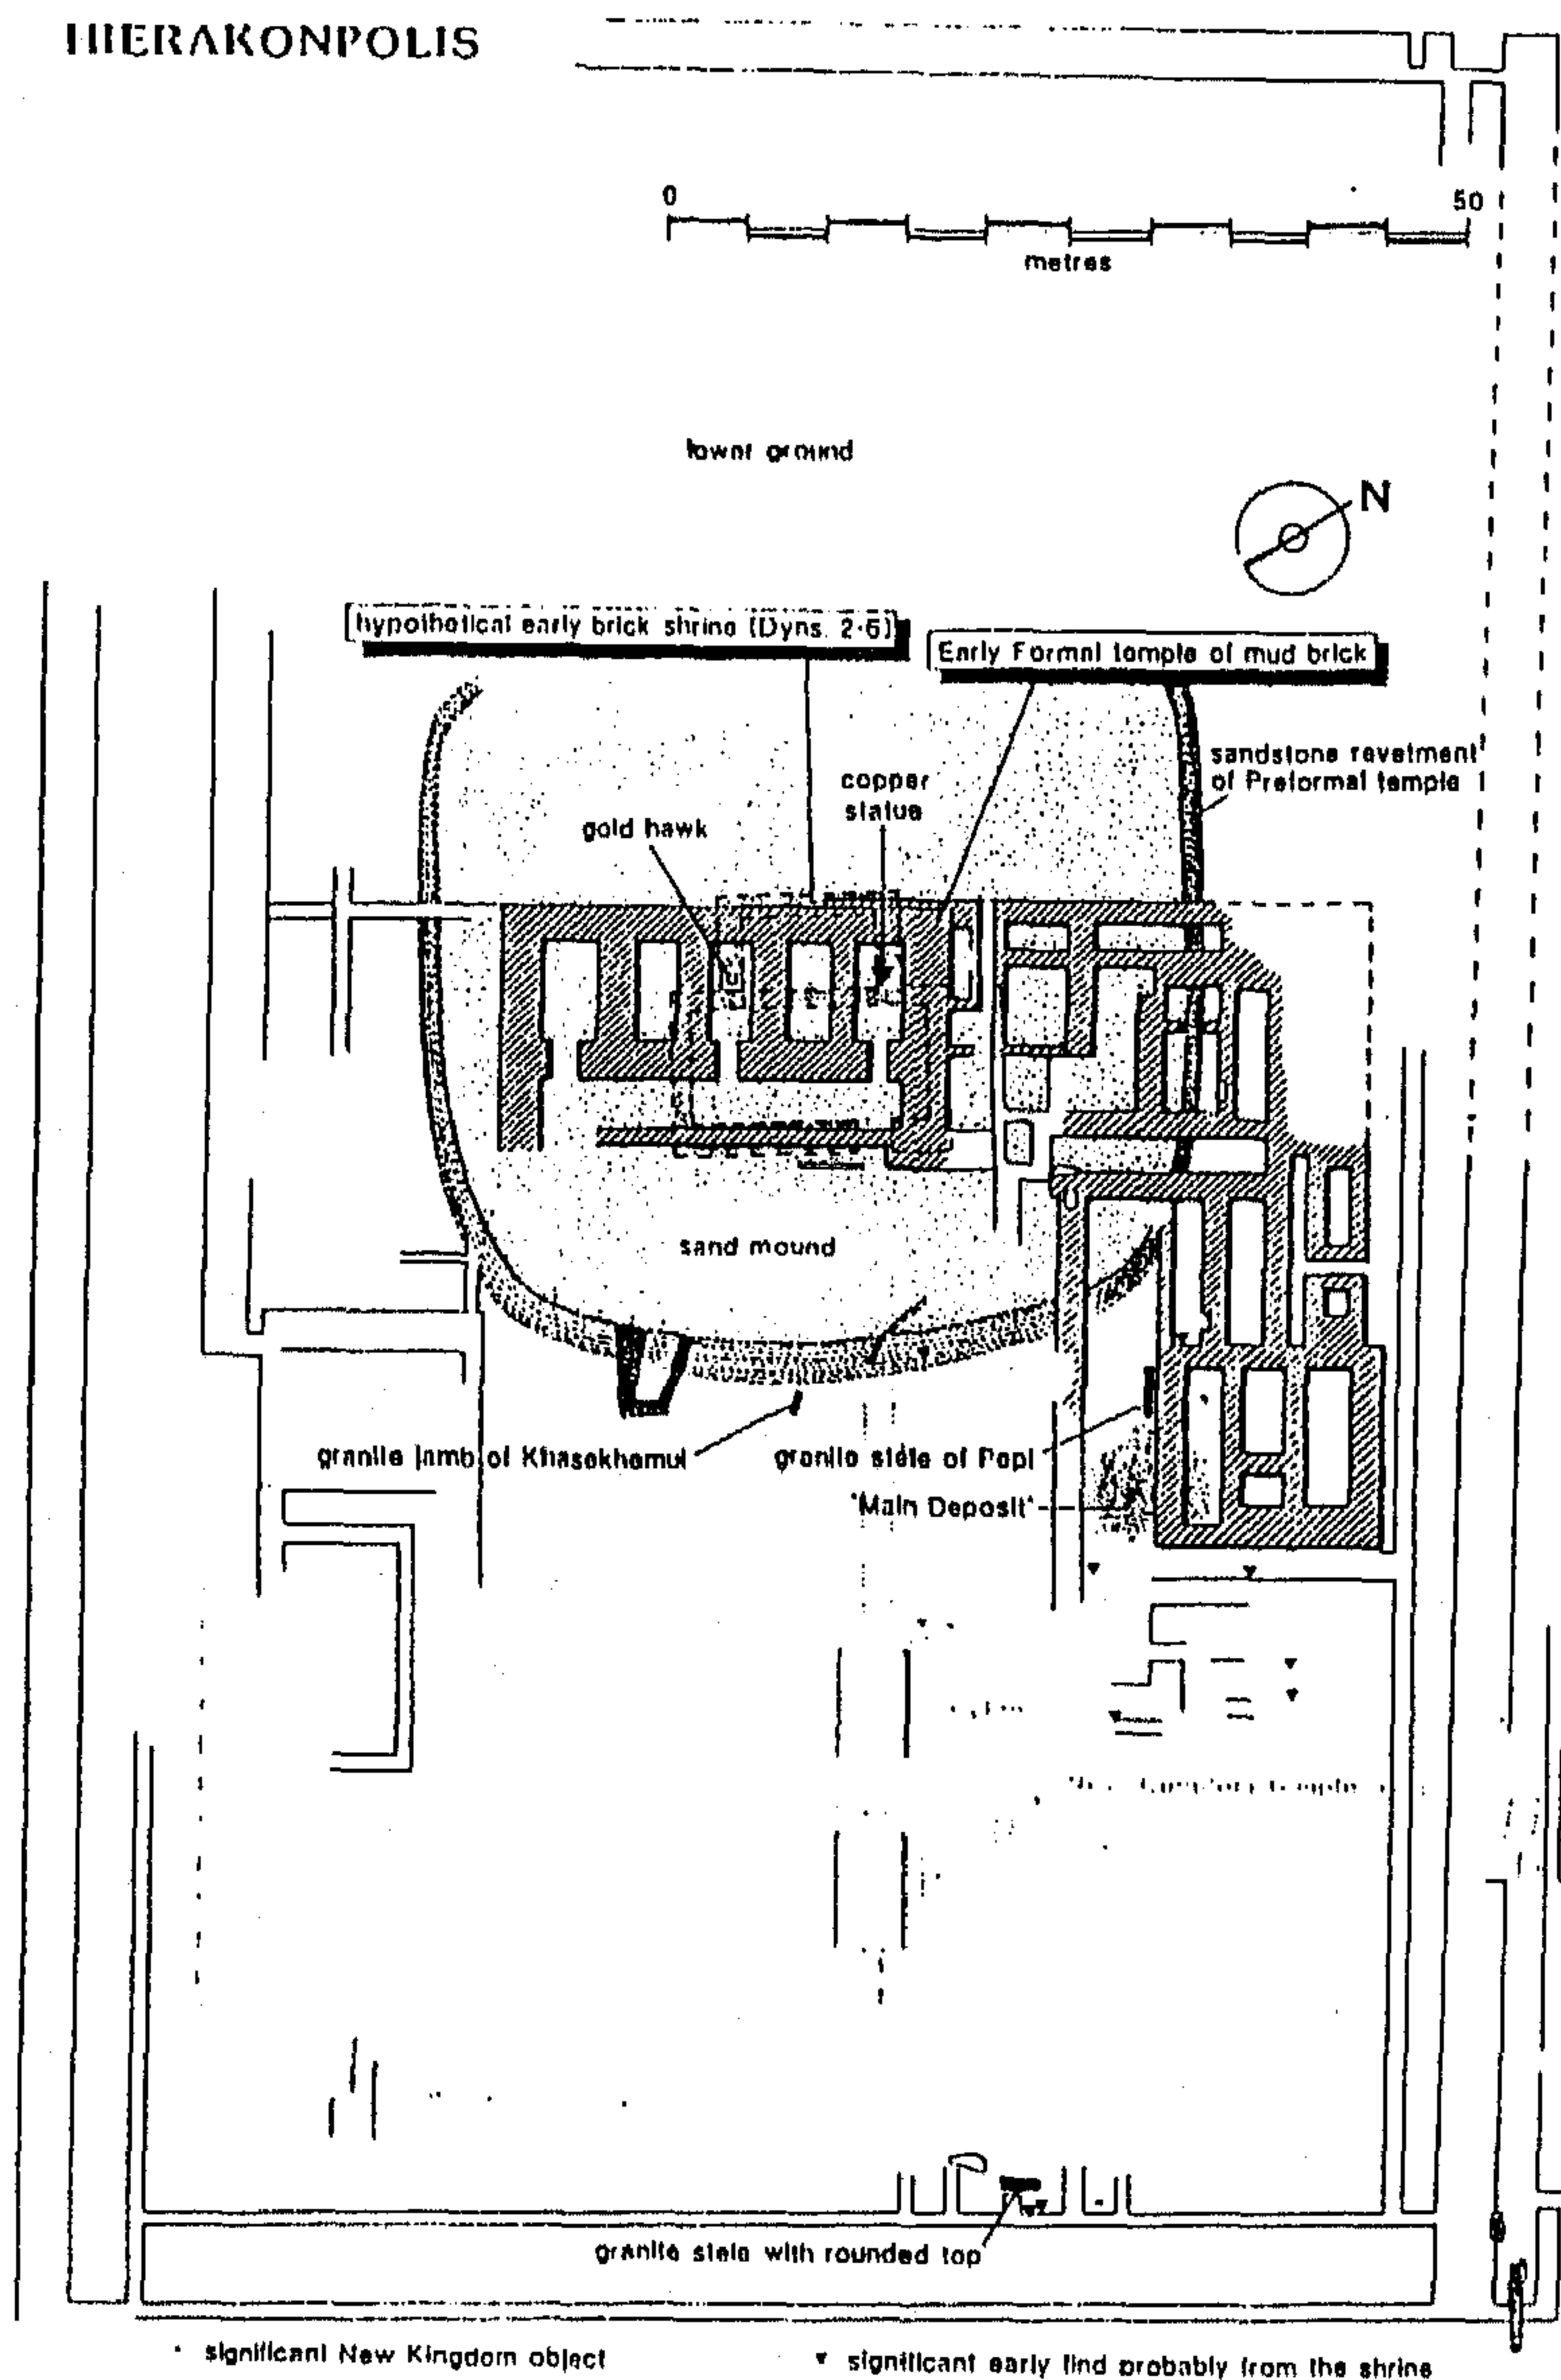 HIERAKONPOLIS
0 50
metres
lower ground
N
hypothetical early brick shrine (Dyns. 2-6)
Early Formal temple of mud brick
sandstone revetment
of Preformal temple
copper
statue
gold hawk
sand mound
granite jamb of Khasekhemui
granite stele of Pepi
'Main Deposit'
temple
granite stela with rounded top
significant New Kingdom object
significant early find probably from the shrine